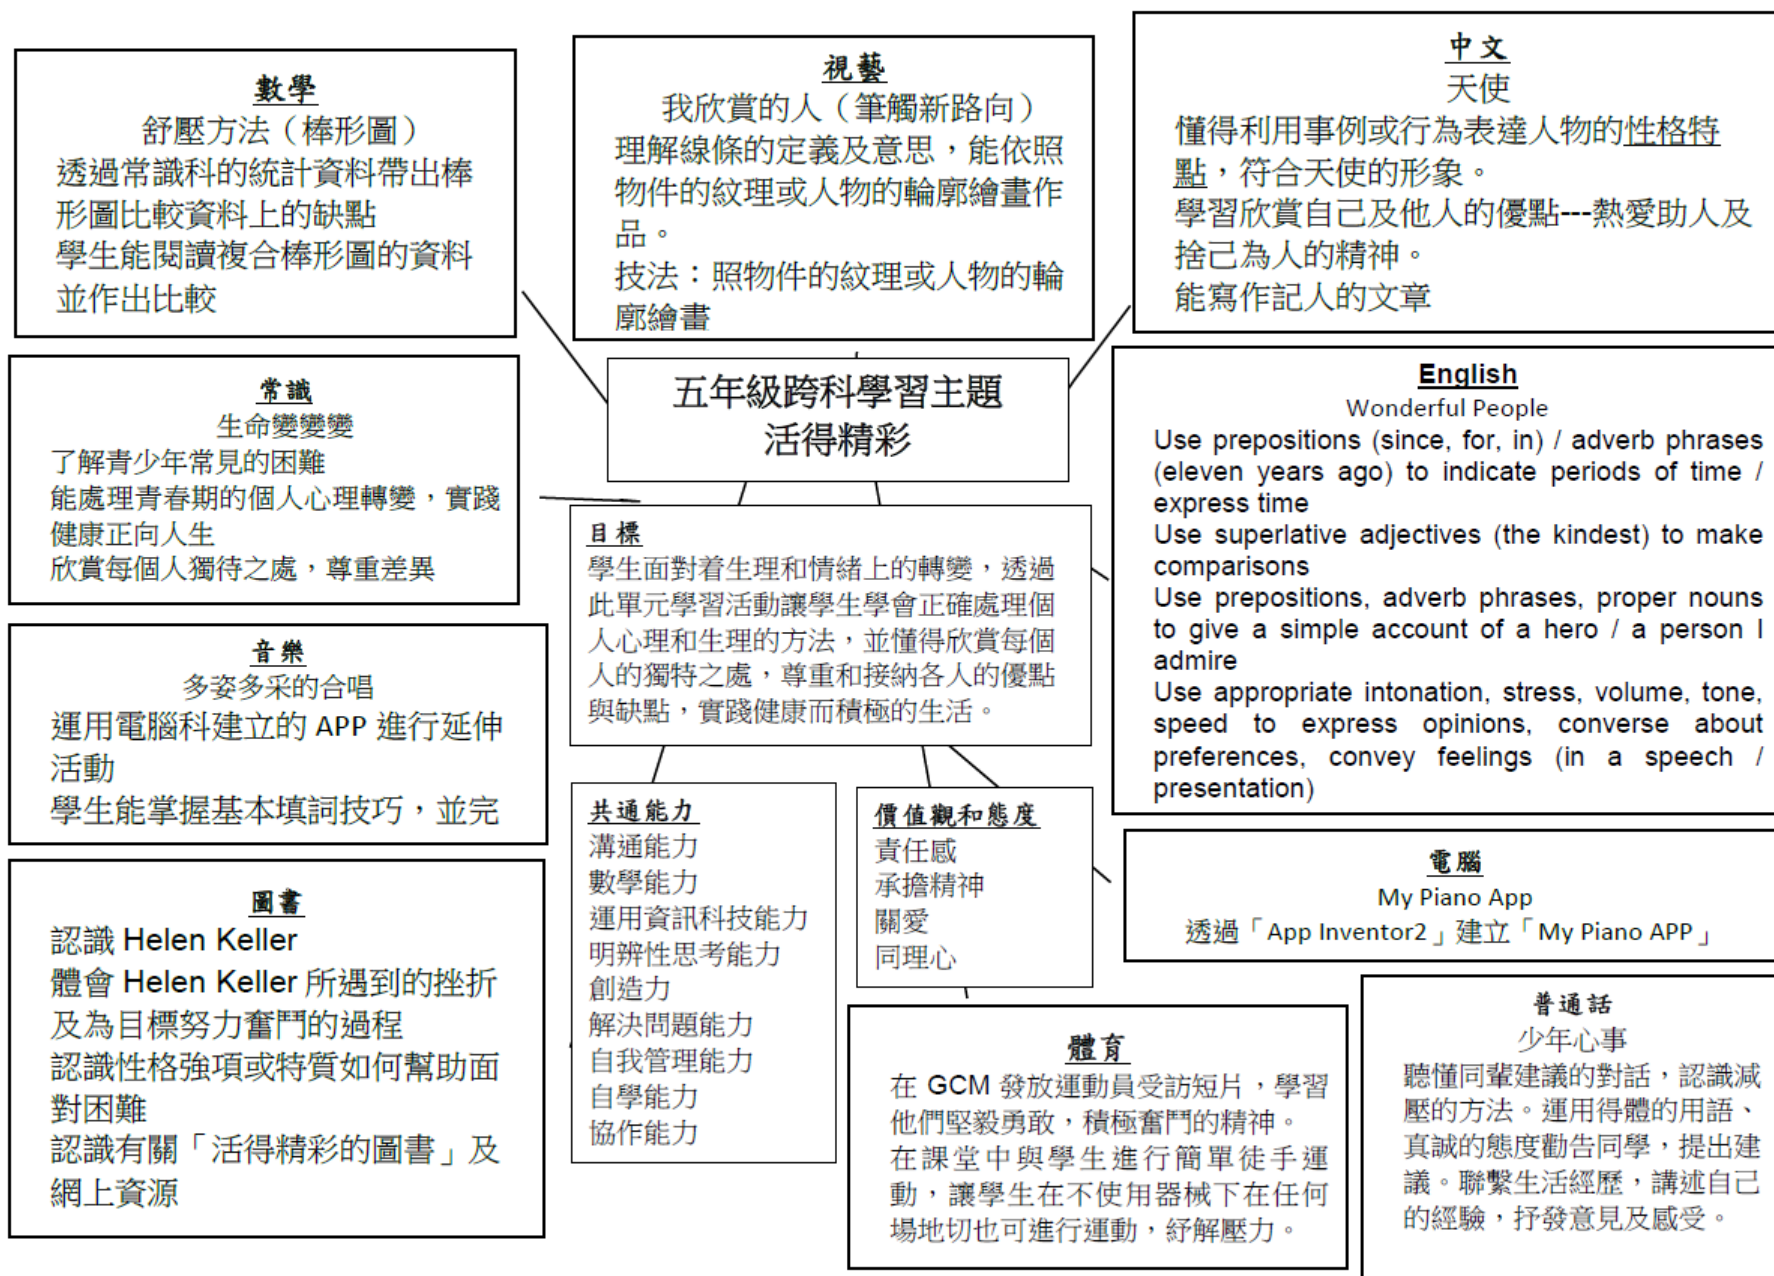 數學
舒壓方法（棒形圖）
透過常識科的統計資料帶出棒
形圖比較資料上的缺點
學生能閱讀複合棒形圖的資料
並作出比較
視藝
我欣賞的人（筆觸新路向）
理解線條的定義及意思，能依照
物件的紋理或人物的輪廓繪畫作
品。
技法：照物件的紋理或人物的輪
廓繪畫
中文
天使
懂得利用事例或行為表達人物的性格特
點，符合天使的形象。
學習欣賞自己及他人的優點---熱愛助人及
捨己為人的精神。
能寫作記人的文章
五年級跨科學習主題
活得精彩
常識
生命變變變
了解青少年常見的困難
能處理青春期的個人心理轉變，實踐
健康正向人生
欣賞每個人獨待之處，尊重差異
English
Wonderful People
Use prepositions (since, for, in) / adverb phrases
(eleven years ago) to indicate periods of time /
express time
Use superlative adjectives (the kindest) to make
comparisons
Use prepositions, adverb phrases, proper nouns
to give a simple account of a hero / a person I
admire
Use appropriate intonation, stress, volume, tone,
speed to express opinions, converse about
preferences, convey feelings (in a speech /
presentation)
目標
學生面對着生理和情緒上的轉變，透過
此單元學習活動讓學生學會正確處理個
人心理和生理的方法，並懂得欣賞每個
人的獨特之處，尊重和接納各人的優點
與缺點，實踐健康而積極的生活。
音樂
多姿多采的合唱
運用電腦科建立的 APP 進行延伸
活動
學生能掌握基本填詞技巧，並完
共通能力
溝通能力
數學能力
運用資訊科技能力
明辨性思考能力
創造力
解決問題能力
自我管理能力
自學能力
協作能力
價值觀和態度
責任感
承擔精神
關愛
同理心
電腦
My Piano App
透過「App Inventor2」建立「My Piano APP」
圖書
認識 Helen Keller
體會 Helen Keller 所遇到的挫折
及為目標努力奮鬥的過程
認識性格強項或特質如何幫助面
對困難
認識有關「活得精彩的圖書」及
網上資源
體育
在 GCM 發放運動員受訪短片，學習
他們堅毅勇敢，積極奮鬥的精神。
在課堂中與學生進行簡單徒手運
動，讓學生在不使用器械下在任何
場地切也可進行運動，紓解壓力。
普通話
少年心事
聽懂同輩建議的對話，認識減
壓的方法。運用得體的用語、
真誠的態度勸告同學，提出建
議。聯繫生活經歷，講述自己
的經驗，抒發意見及感受。